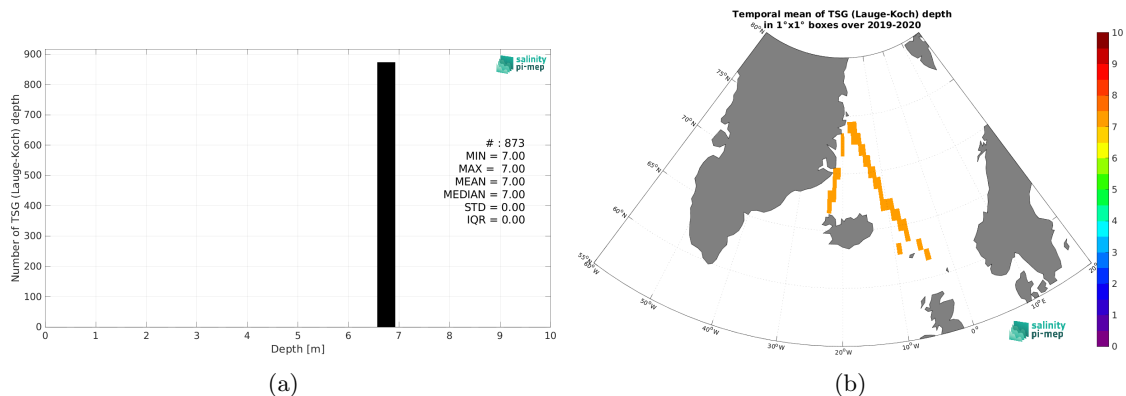 900
800
700
600
500
400
300
200
100
0
Number of TSG (Lauge-Koch) depth
salinity
pi-mep
# : 873
MIN = 7.00
MAX = 7.00
MEAN = 7.00
MEDIAN = 7.00
STD = 0.00
IQR = 0.00
0 1 2 3 4 5 6 7 8 9 10
Depth [m]
(a)
Temporal mean of TSG (Lauge-Koch) depth
in 1°x1° boxes over 2019-2020
80°N
75°N
70°N
65°N
60°N
55°N
60°W
50°W
40°W
30°W
20°W
10°W
0°
10°E
salinity
pi-mep
10
9
8
7
6
5
4
3
2
1
0
(b)